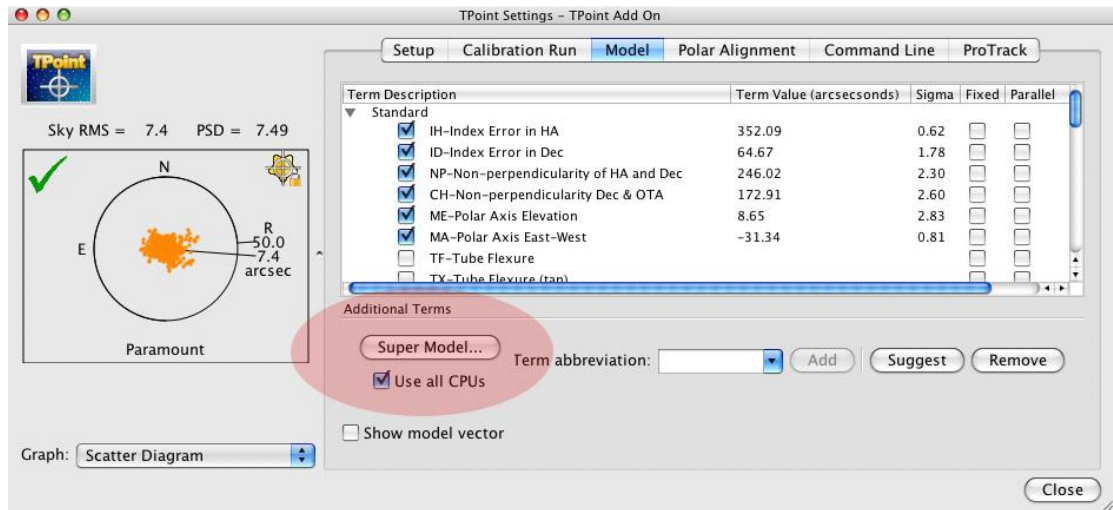 TPoint Settings – TPoint Add On
TPoint
Setup Calibration Run Model Polar Alignment Command Line ProTrack
Sky RMS = 7.4 PSD = 7.49
N
E
R
50.0
7.4
arcsec
Paramount
Graph: Scatter Diagram
Term Description Term Value (arcsecsonds) Sigma Fixed Parallel
Standard
IH–Index Error in HA 352.09 0.62
ID–Index Error in Dec 64.67 1.78
NP–Non–perpendicularity of HA and Dec 246.02 2.30
CH–Non–perpendicularity Dec & OTA 172.91 2.60
ME–Polar Axis Elevation 8.65 2.83
MA–Polar Axis East–West –31.34 0.81
TF–Tube Flexure
TX–Tube Flexure (tan)
Additional Terms
Super Model... Term abbreviation: Add Suggest Remove
Use all CPUs
Show model vector
Close